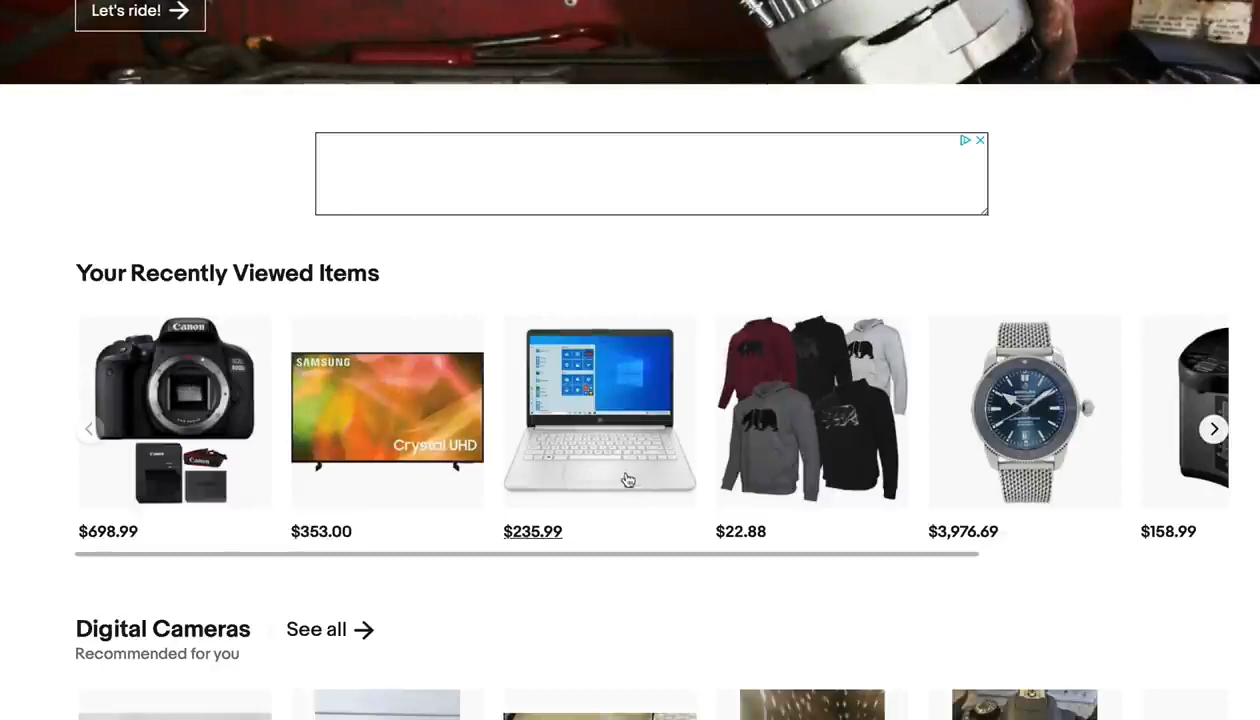 Let's ride!
Your Recently Viewed Items
Canon
SAMSUNG
Crystal UHD
Canon
$698.99
$353.00
$235.99
$22.88
$3,976.69
$158.99
Digital Cameras
See all
Recommended for you